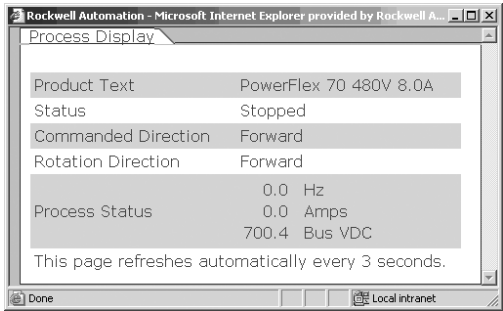 Rockwell Automation - Microsoft Internet Explorer provided by Rockwell A...
Process Display
Product Text PowerFlex 70 480V 8.0A
Status Stopped
Commanded Direction Forward
Rotation Direction Forward
Process Status
0.0 Hz
0.0 Amps
700.4 Bus VDC
This page refreshes automatically every 3 seconds.
Done Local intranet